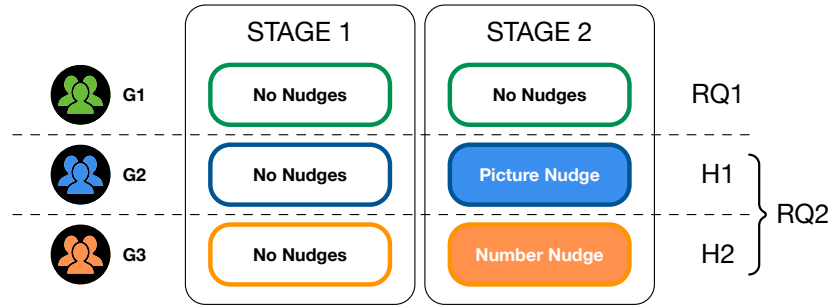 STAGE 1
STAGE 2
G1
No Nudges
No Nudges
RQ1
G2
No Nudges
Picture Nudge
H1
RQ2
G3
No Nudges
Number Nudge
H2